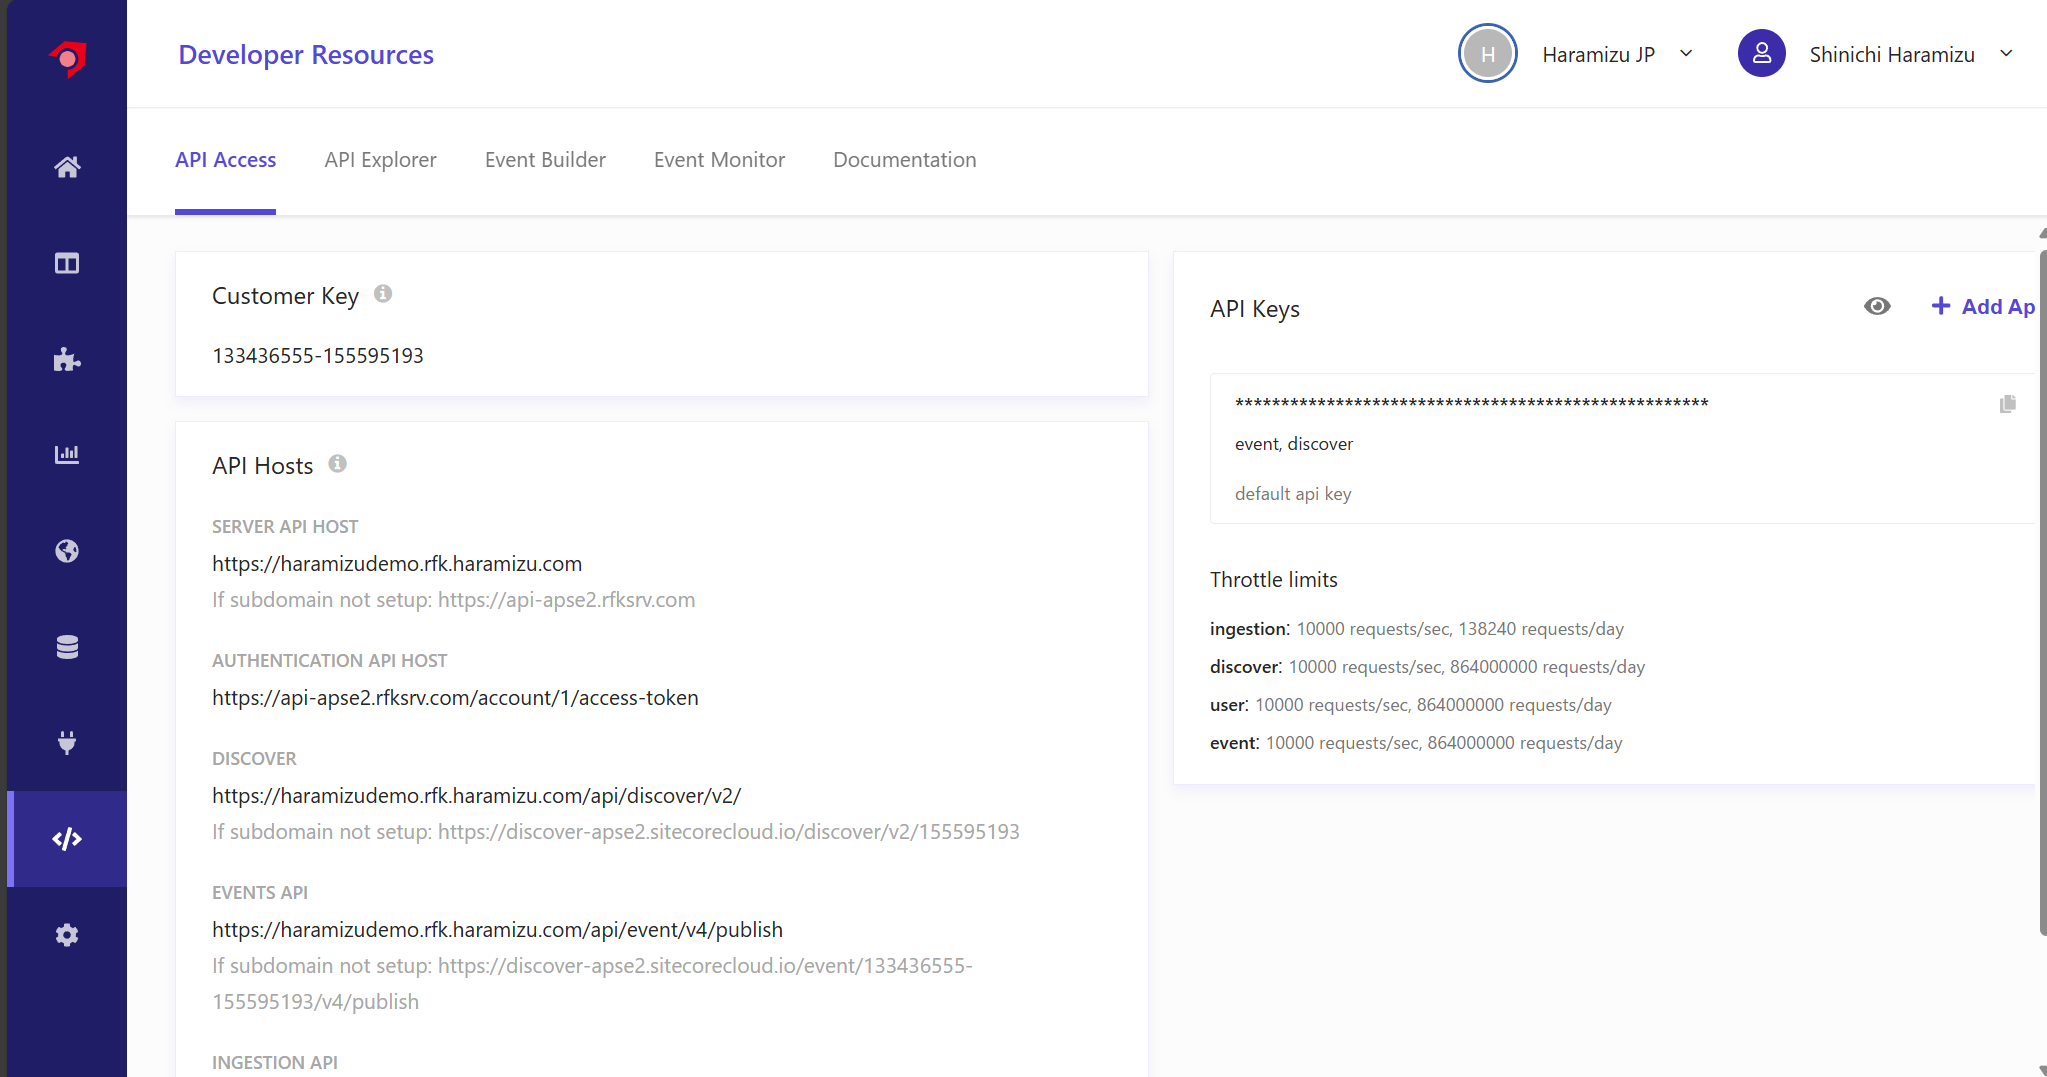 Developer Resources
H
Haramizu JP
Shinichi Haramizu
API Access
API Explorer
Event Builder
Event Monitor
Documentation
Customer Key
133436555-155595193
API Hosts
SERVER API HOST
https://haramizudemo.rfk.haramizu.com
If subdomain not setup: https://api-apse2.rfksrv.com
AUTHENTICATION API HOST
https://api-apse2.rfksrv.com/account/1/access-token
DISCOVER
https://haramizudemo.rfk.haramizu.com/api/discover/v2/
If subdomain not setup: https://discover-apse2.sitecorecloud.io/discover/v2/155595193
EVENTS API
https://haramizudemo.rfk.haramizu.com/api/event/v4/publish
If subdomain not setup: https://discover-apse2.sitecorecloud.io/event/133436555-
155595193/v4/publish
INGESTION API
API Keys
+ Add Ap
****************************************************
event, discover
default api key
Throttle limits
ingestion: 10000 requests/sec, 138240 requests/day
discover: 10000 requests/sec, 864000000 requests/day
user: 10000 requests/sec, 864000000 requests/day
event: 10000 requests/sec, 864000000 requests/day